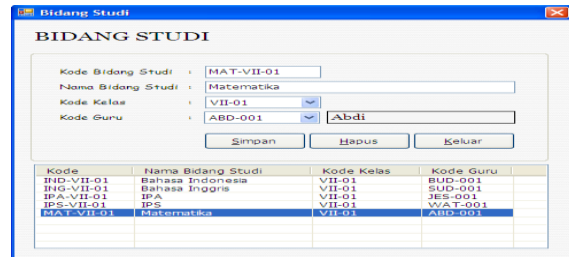 Bidang Studi
BIDANG STUDI
Kode Bidang Studi : MAT-VII-01
Nama Bidang Studi : Matematika
Kode Kelas : VII-01
Kode Guru : ABD-001 Abdi
Simpan Hapus Keluar
Kode Nama Bidang Studi Kode Kelas Kode Guru
IND-VII-01 Bahasa Indonesia VII-01 BUD-001
ING-VII-01 Bahasa Inggris VII-01 SUD-001
IPA-VII-01 IPA VII-01 JES-001
IPS-VII-01 IPS VII-01 WAT-001
MAT-VII-01 Matematika VII-01 ABD-001